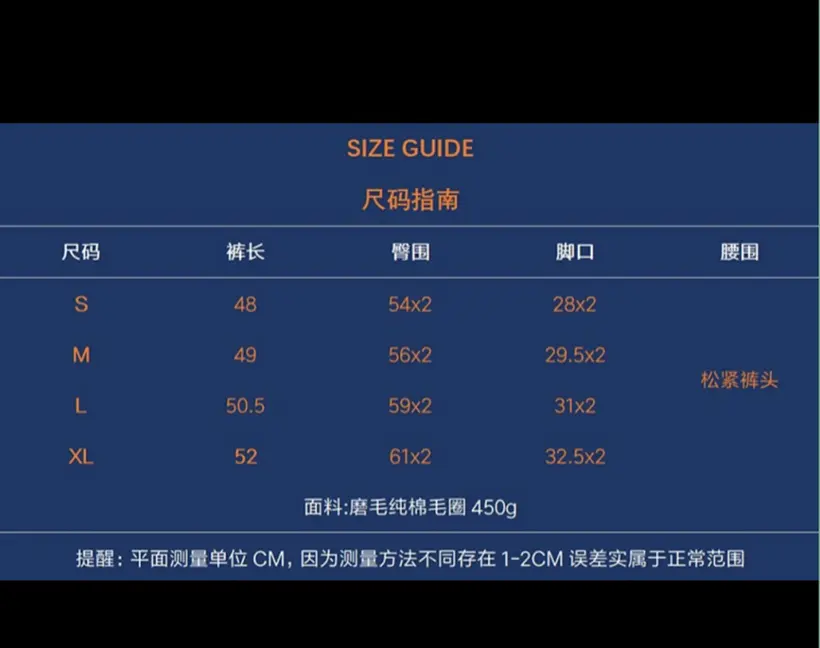 SIZE GUIDE
尺码指南
尺码 裤长 臀围 脚口 腰围
S 48 54x2 28x2
M 49 56x2 29.5x2
松紧裤头
L 50.5 59x2 31x2
XL 52 61x2 32.5x2
面料:磨毛纯棉毛圈 450g
提醒: 平面测量单位 CM, 因为测量方法不同存在 1-2CM 误差实属于正常范围